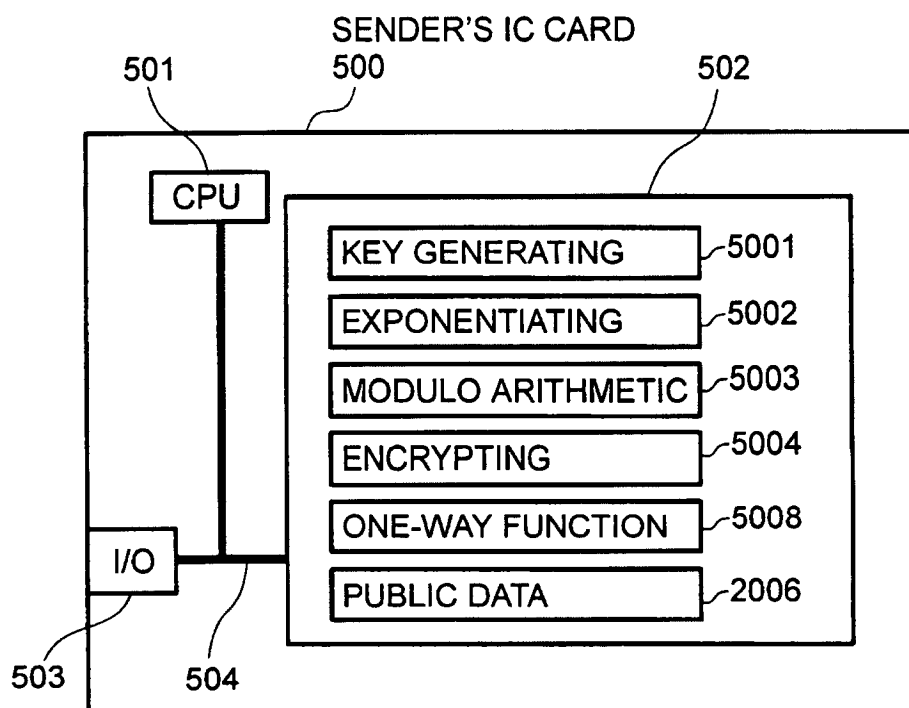 SENDER'S IC CARD
501
500
502
CPU
KEY GENERATING 5001
EXPONENTIATING 5002
MODULO ARITHMETIC 5003
ENCRYPTING 5004
ONE-WAY FUNCTION 5008
I/O
PUBLIC DATA 2006
503
504